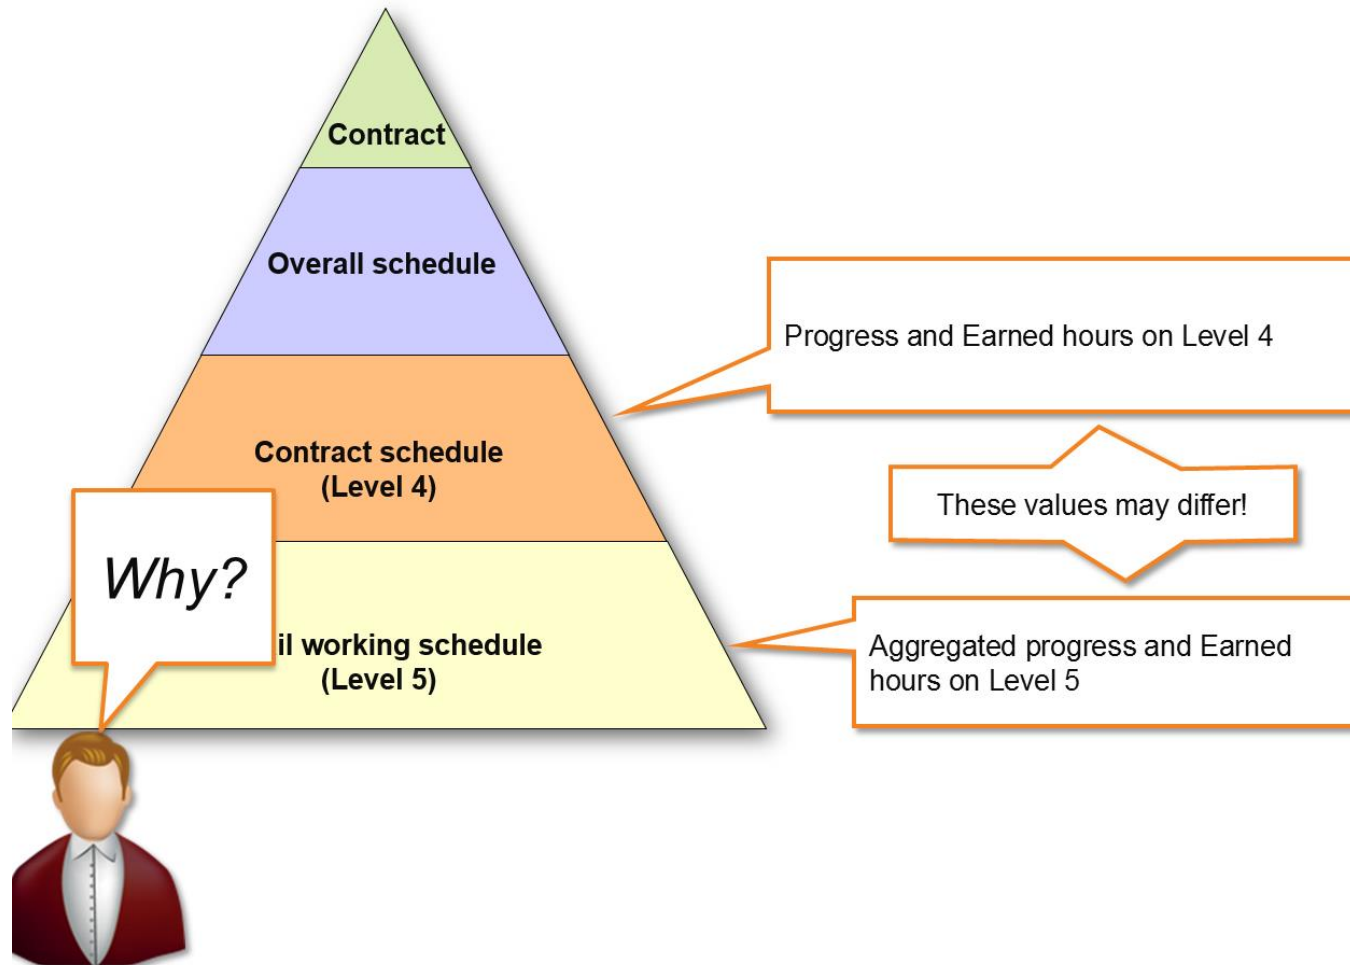 Contract
Overall schedule
Progress and Earned hours on Level 4
Contract schedule
(Level 4)
These values may differ!
Why?
il working schedule
(Level 5)
Aggregated progress and Earned
hours on Level 5